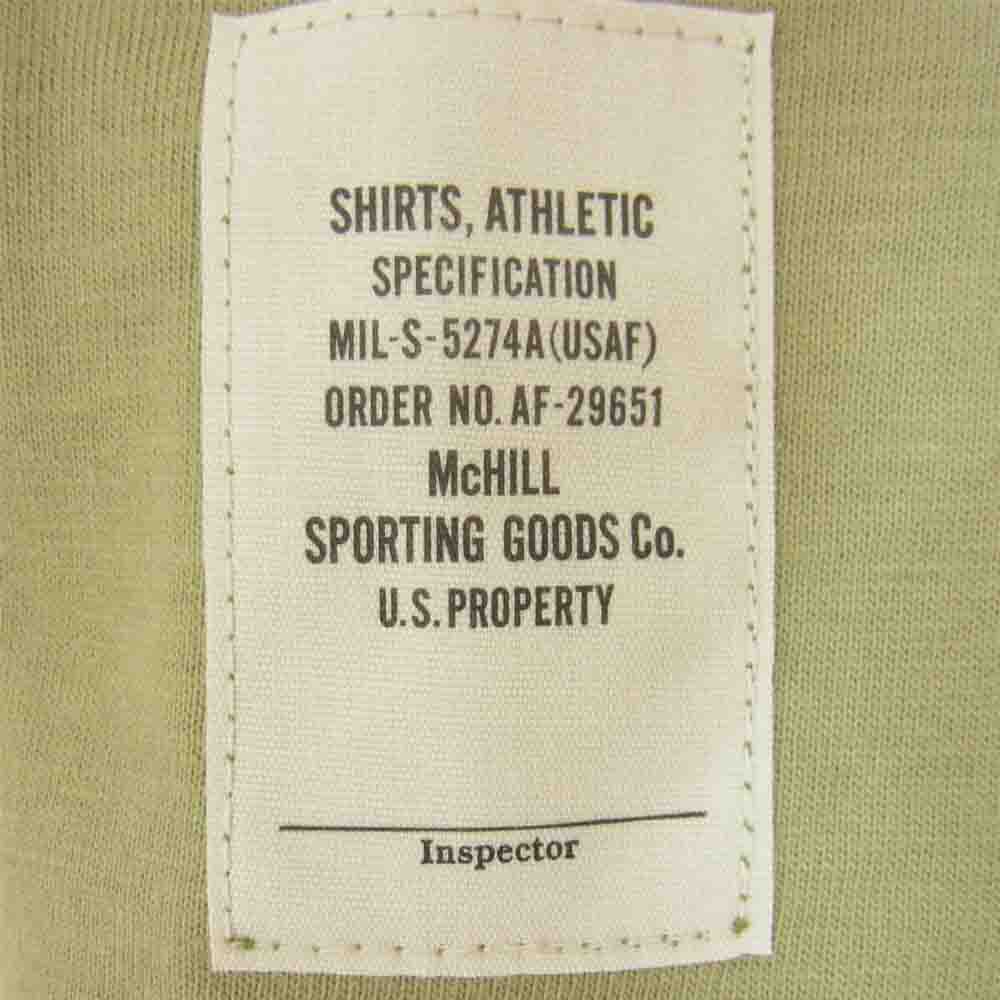 SHIRTS, ATHLETIC
SPECIFICATION
MIL-S-5274A(USAF)
ORDER NO. AF-29651
McHILL
SPORTING GOODS Co.
U.S. PROPERTY
Inspector